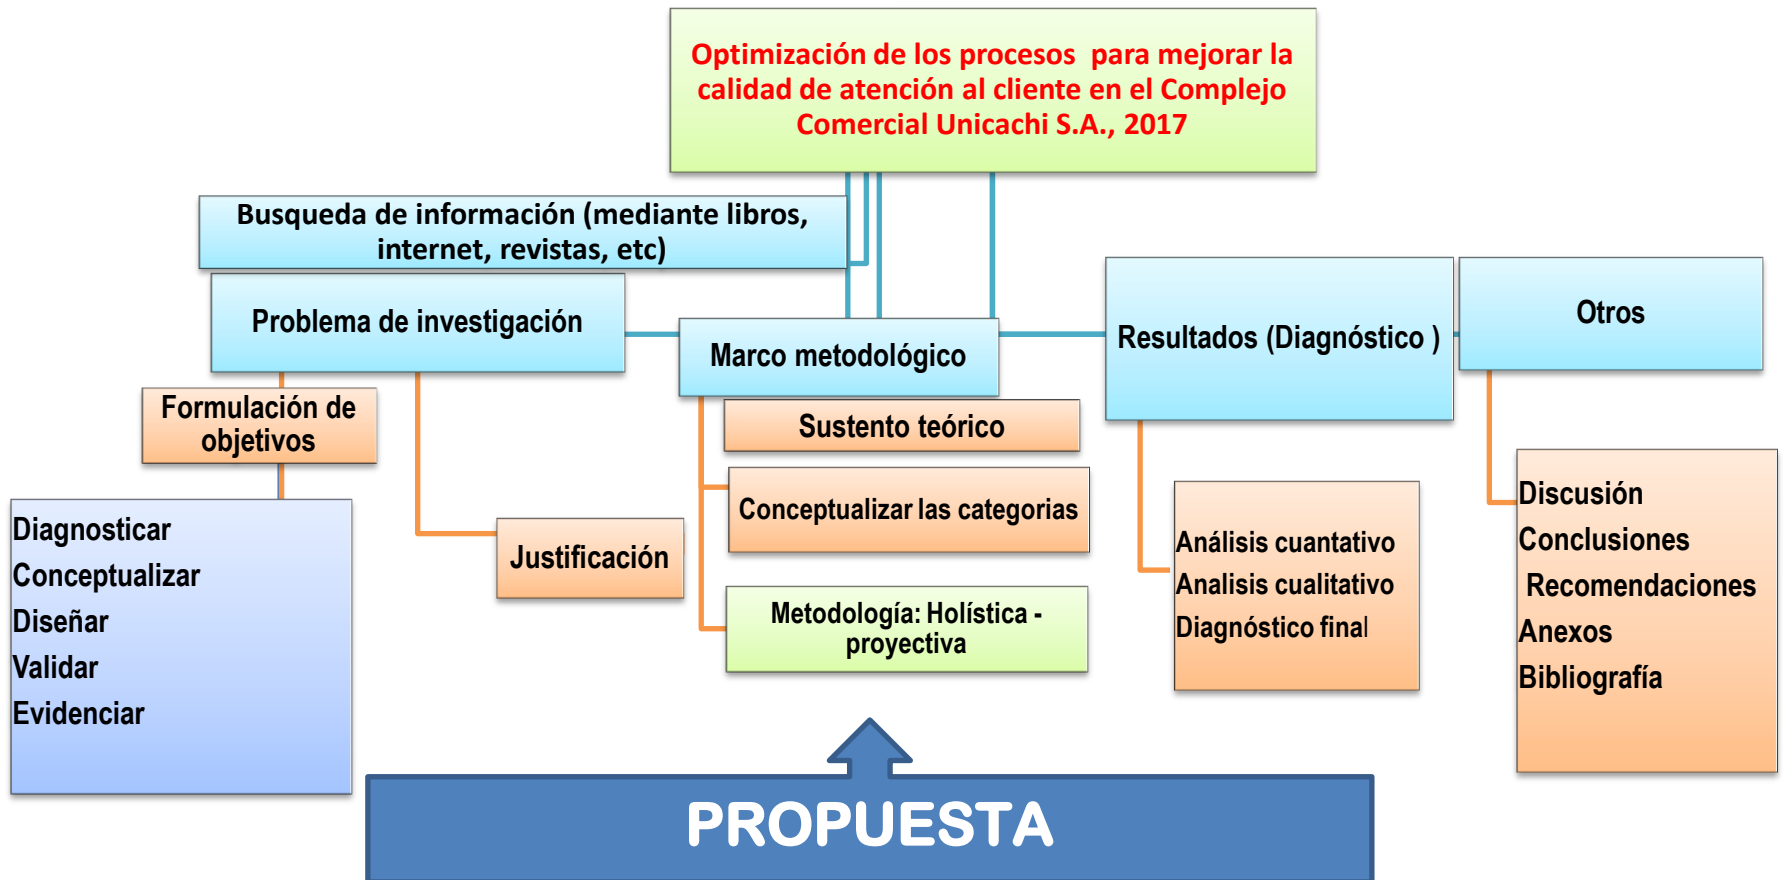 Optimización de los procesos para mejorar la
calidad de atención al cliente en el Complejo
Comercial Unicachi S.A., 2017
Busqueda de información (mediante libros,
internet, revistas, etc)
Problema de investigación
Formulación de
objetivos
Diagnosticar
Conceptualizar
Diseñar
Validar
Evidenciar
Justificación
Marco metodológico
Sustento teórico
Conceptualizar las categorias
Metodología: Holística -
proyectiva
Resultados (Diagnóstico )
Análisis cuantativo
Analisis cualitativo
Diagnóstico final
Otros
Discusión
Conclusiones
Recomendaciones
Anexos
Bibliografía
PROPUESTA